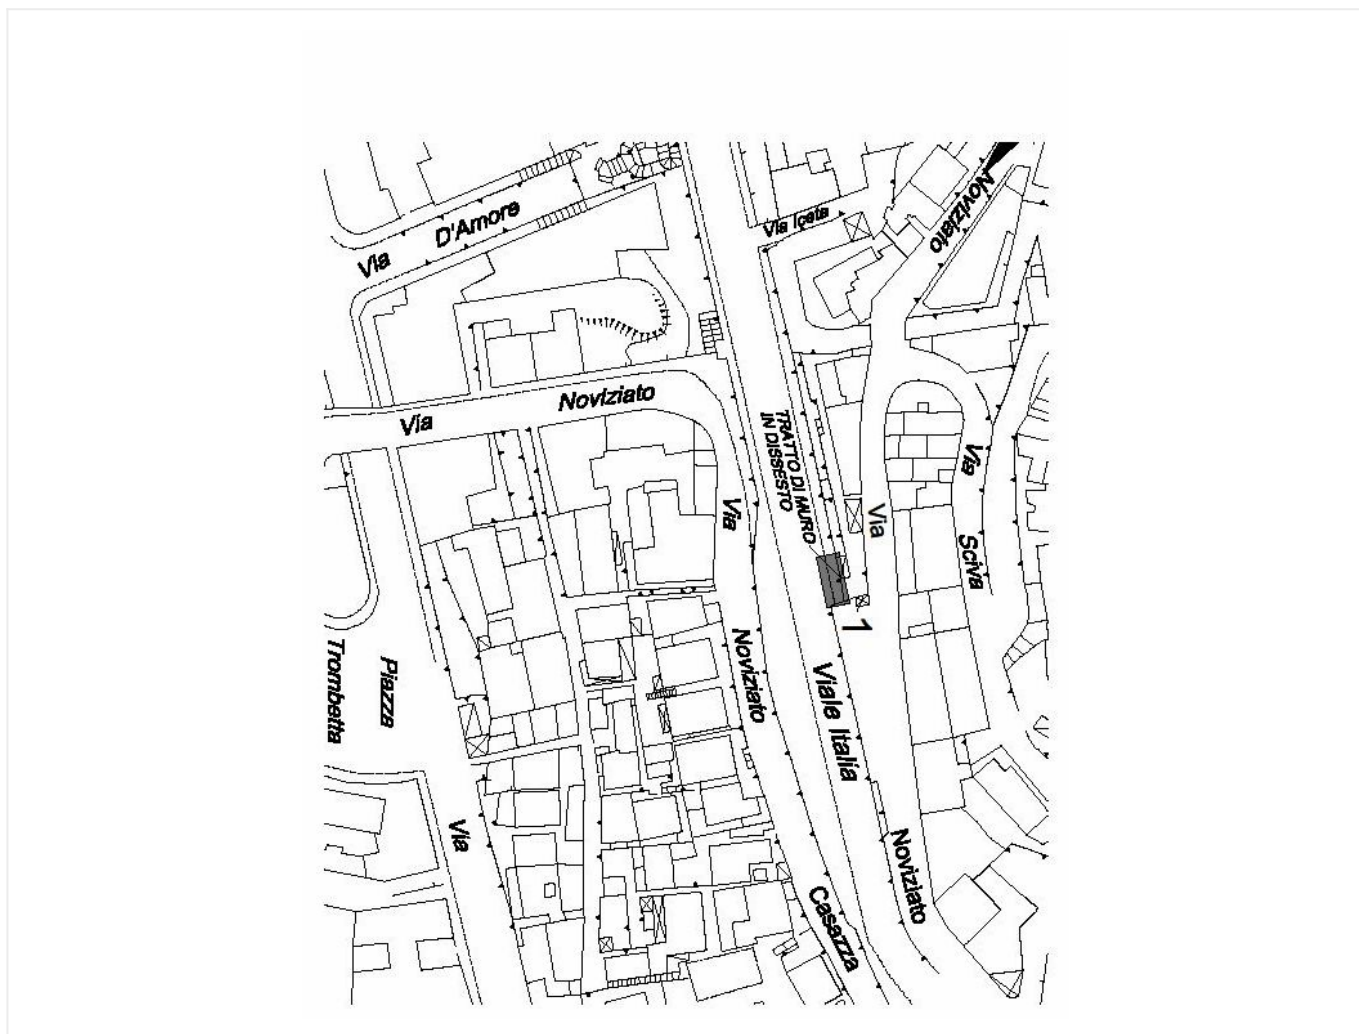 Via D'Amore
Via Iceta
Noviziato
Via Noviziato
TRATTO DI MURO
IN DISSESTO
Via
Via
Via
Sciva
1
Noviziato
Viale Italia
Piazza
Trombetta
Via
Noviziato
Casazza